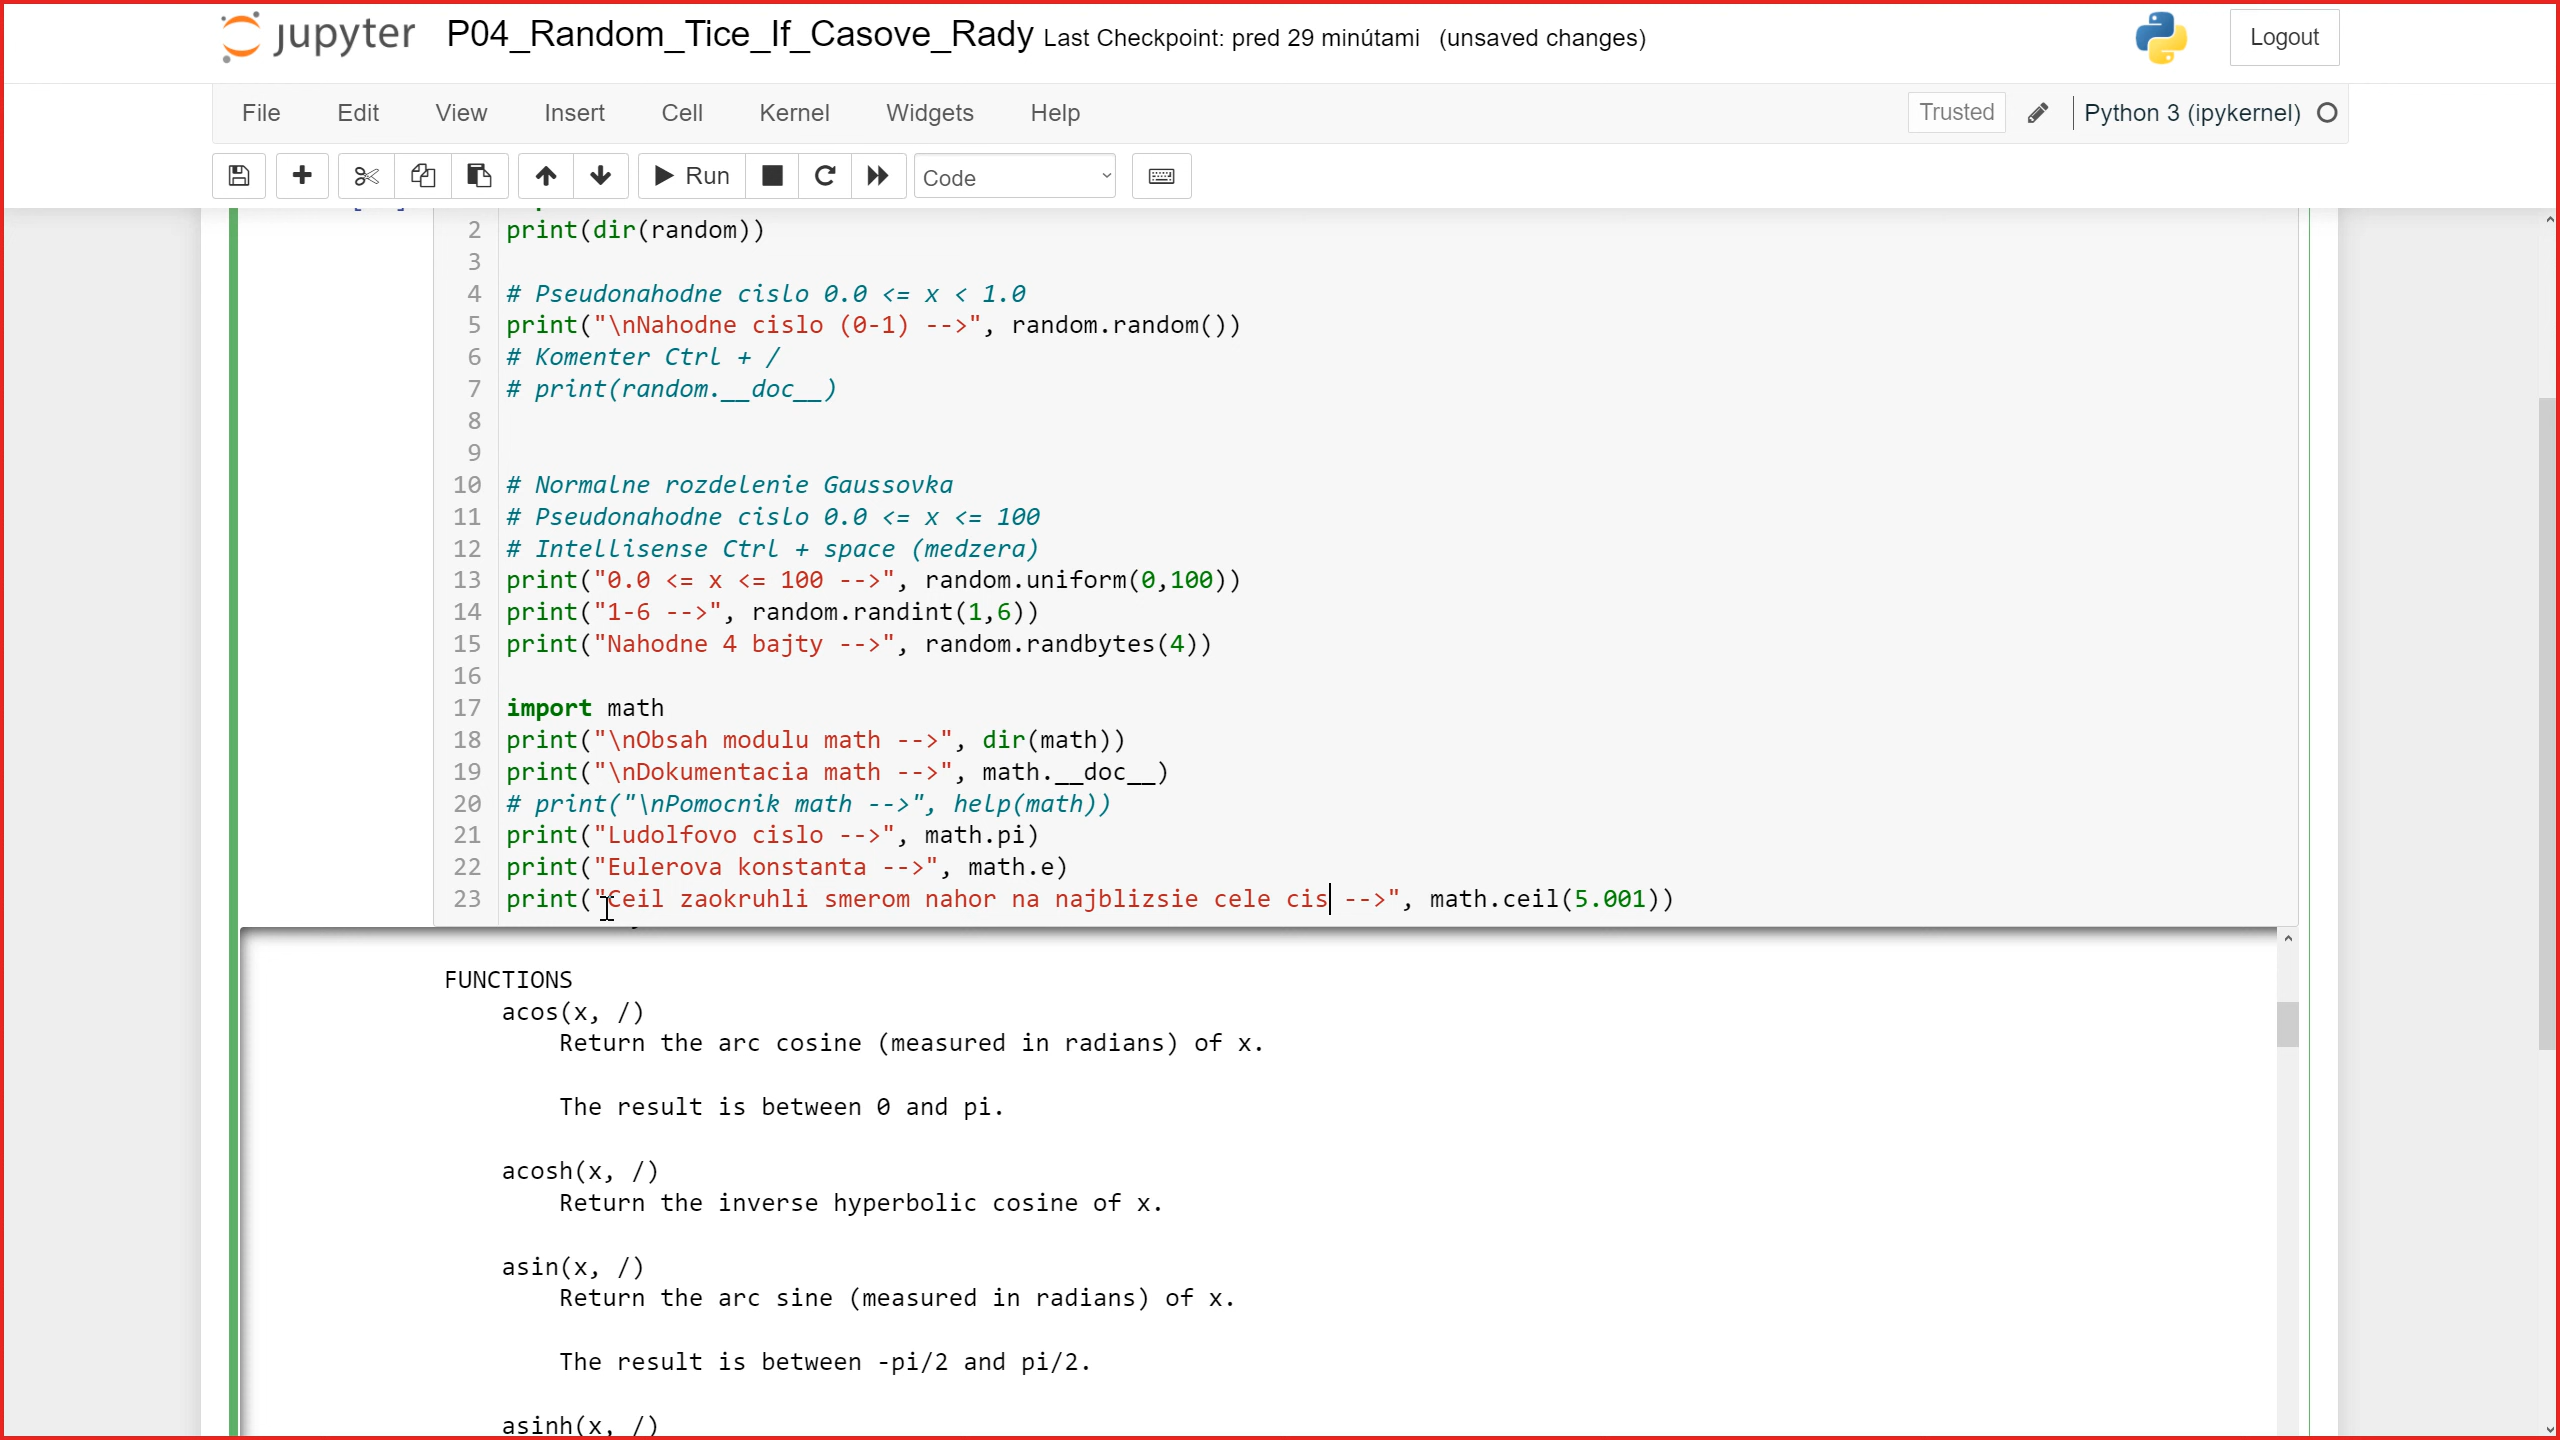 jupyter P04_Random_Tice_If_Casove_Rady Last Checkpoint: pred 29 minútami (unsaved changes) Logout
File Edit View Insert Cell Kernel Widgets Help Trusted Python 3 (ipykernel)
Run Code
2 print(dir(random))
3
4 # Pseudonahodne cislo 0.0 <= x < 1.0
5 print("\nNahodne cislo (0-1) -->", random.random())
6 # Komenter Ctrl + /
7 # print(random.__doc__)
8
9
10 # Normalne rozdelenie Gaussovka
11 # Pseudonahodne cislo 0.0 <= x <= 100
12 # Intellisense Ctrl + space (medzera)
13 print("0.0 <= x <= 100 -->", random.uniform(0,100))
14 print("1-6 -->", random.randint(1,6))
15 print("Nahodne 4 bajty -->", random.randbytes(4))
16
17 import math
18 print("\nObsah modulu math -->", dir(math))
19 print("\nDokumentacia math -->", math.__doc__)
20 # print("\nPomocnik math -->", help(math))
21 print("Ludolfovo cislo -->", math.pi)
22 print("Eulerova konstanta -->", math.e)
23 print("Ceil zaokruhli smerom nahor na najblizsie cele cis -->", math.ceil(5.001))
FUNCTIONS
acos(x, /)
Return the arc cosine (measured in radians) of x.
The result is between 0 and pi.
acosh(x, /)
Return the inverse hyperbolic cosine of x.
asin(x, /)
Return the arc sine (measured in radians) of x.
The result is between -pi/2 and pi/2.
asinh(x, /)